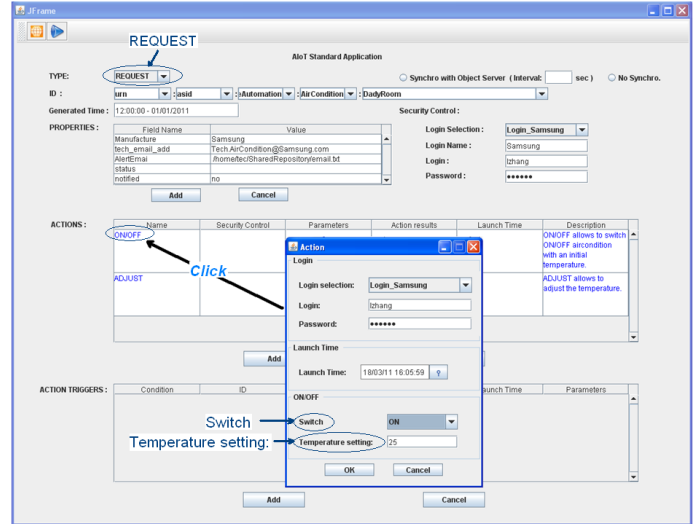 JFrame
REQUEST
AIoT Standard Application
TYPE: REQUEST Synchro with Object Server ( Interval: sec ) No Synchro.
ID : urn :asid :eAutomation :AirCondition :DadyRoom
Generated Time : 12:00:00 - 01/01/2011 Security Control :
PROPERTIES : Field Name Value Login Selection : Login_Samsung
Manufacture Samsung
tech_email_add Tech.AirCondition@Samsung.com Login Name : Samsung
AlertEmai /home/tec/SharedRepository/email.txt Login : lzhang
status
notified no Password : ●●●●●●
Add Cancel
ACTIONS : Name Security Control Parameters Action results Launch Time Description
ON/OFF ON/OFF allows to switch
ON/OFF aircondition
with an initial
temperature.
ADJUST ADJUST allows to
adjust the temperature.
Click
Action
Login
Login selection: Login_Samsung
Login: lzhang
Password: ●●●●●●
Launch Time
Launch Time: 18/03/11 16:05:59 ?
Add
ACTION TRIGGERS : Condition ID aunch Time Parameters
ON/OFF
Switch Switch ON
Temperature setting: Temperature setting: 25
OK Cancel
Add Cancel